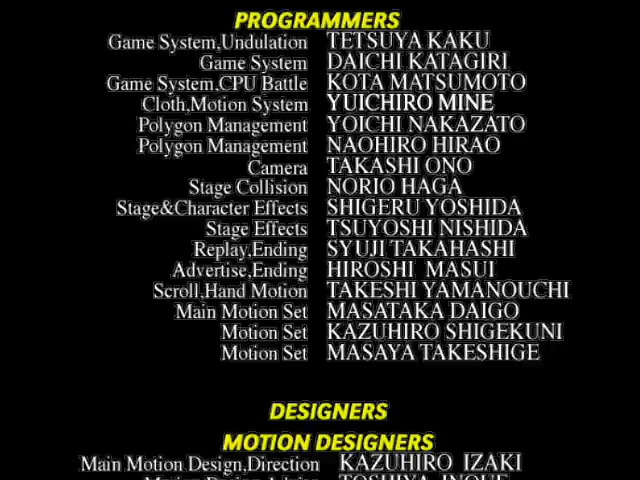 PROGRAMMERS
Game System,Undulation TETSUYA KAKU
Game System DAICHI KATAGIRI
Game System,CPU Battle KOTA MATSUMOTO
Cloth,Motion System YUICHIRO MINE
Polygon Management YOICHI NAKAZATO
Polygon Management NAOHIRO HIRAO
Camera TAKASHI ONO
Stage Collision NORIO HAGA
Stage&Character Effects SHIGERU YOSHIDA
Stage Effects TSUYOSHI NISHIDA
Replay,Ending SYUJI TAKAHASHI
Advertise,Ending HIROSHI MASUI
Scroll,Hand Motion TAKESHI YAMANOUCHI
Main Motion Set MASATAKA DAIGO
Motion Set KAZUHIRO SHIGEKUNI
Motion Set MASAYA TAKESHIGE
DESIGNERS
MOTION DESIGNERS
Main Motion Design,Direction KAZUHIRO IZAKI
Motion Design TOSHIYA INOUE